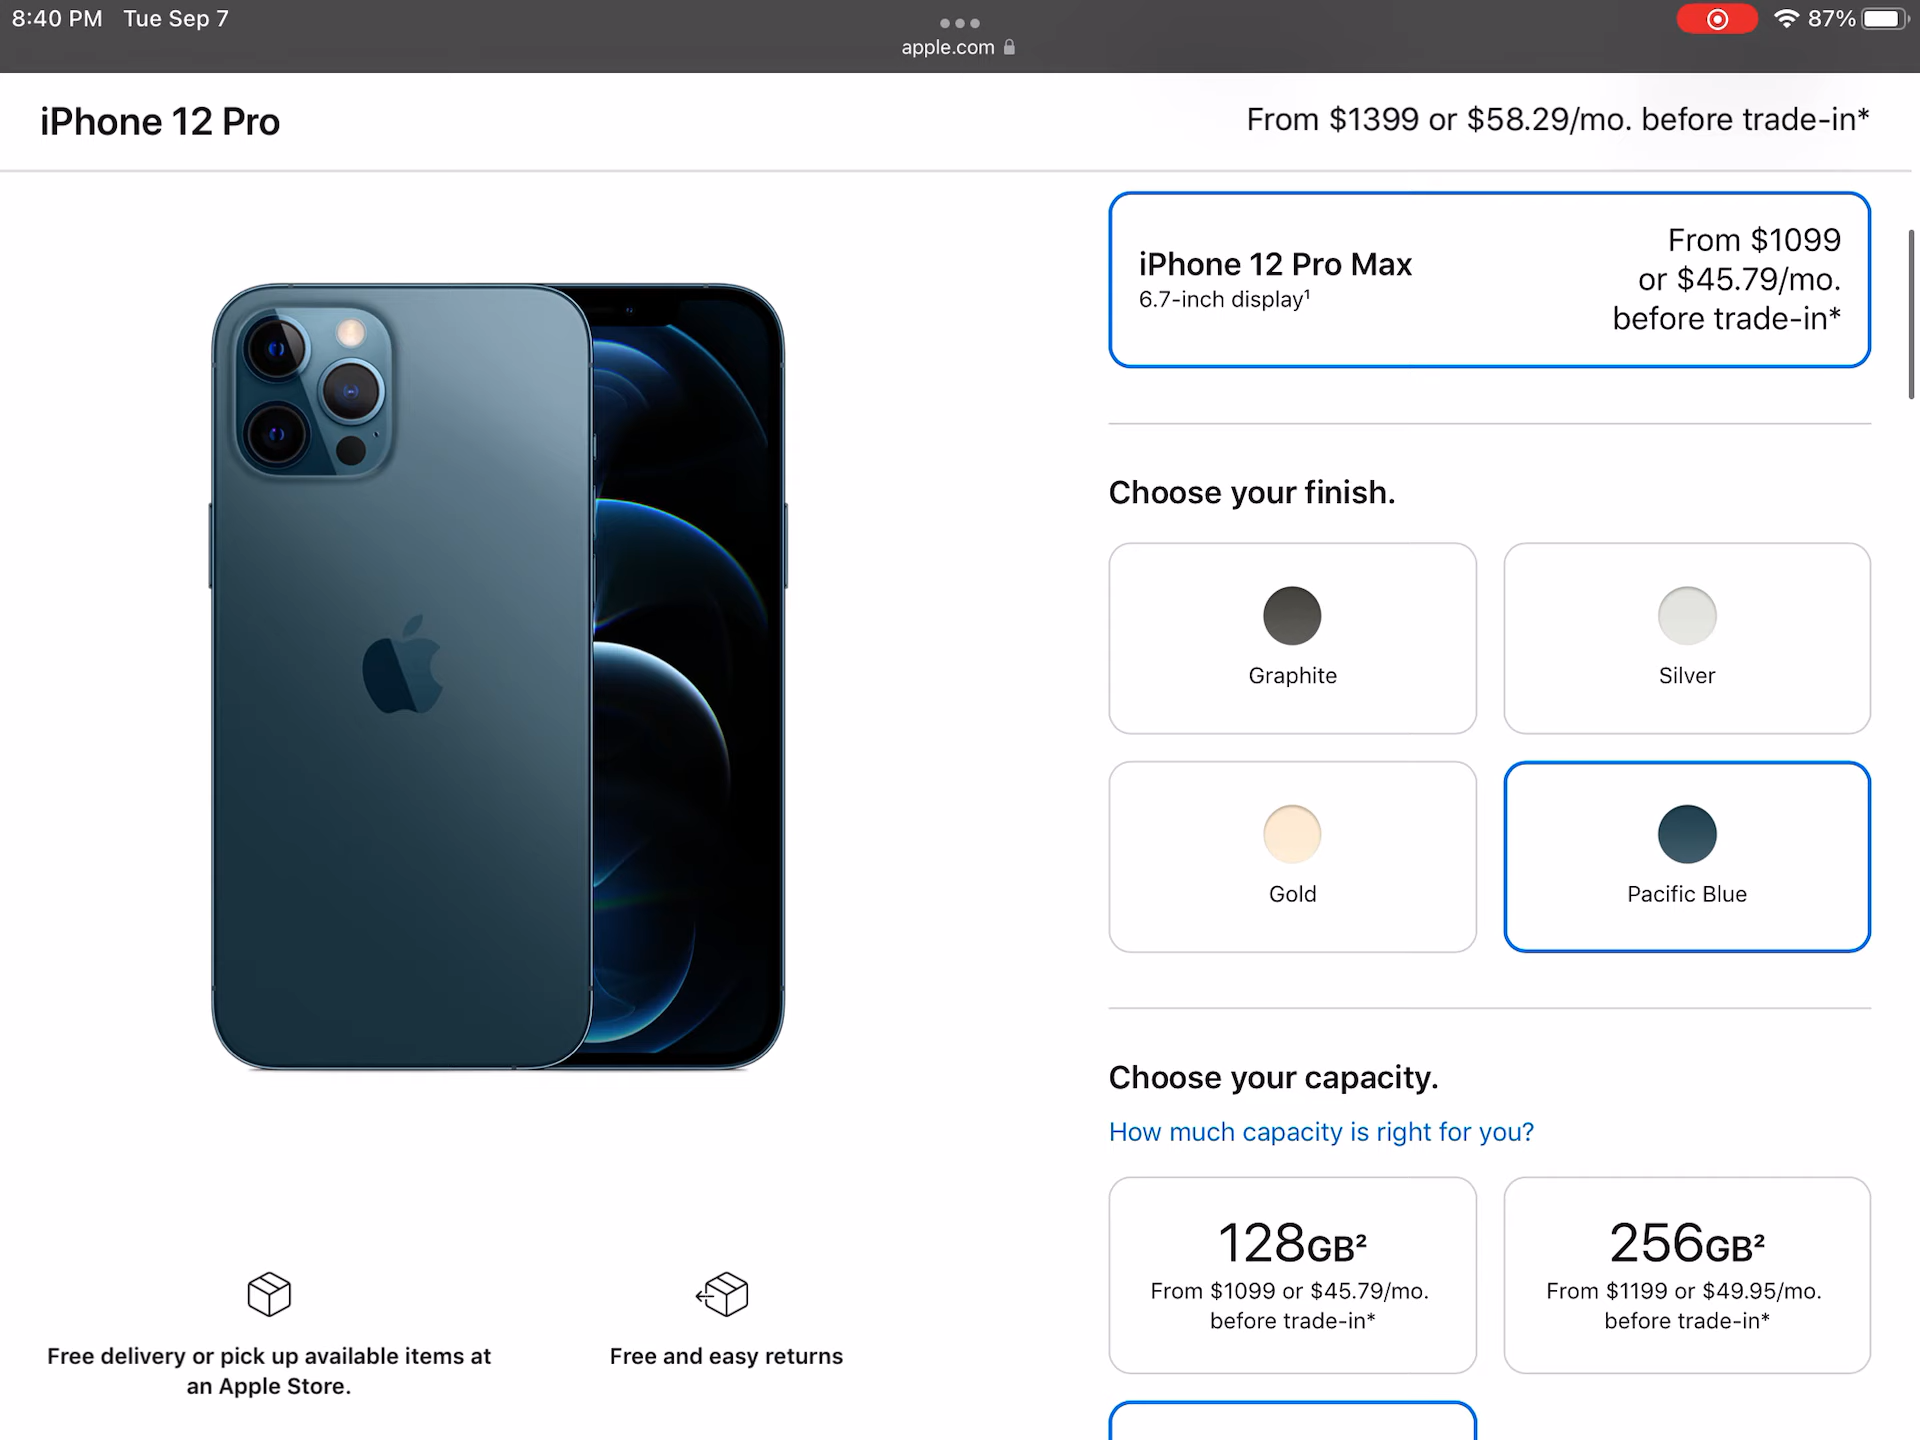 8:40 PM Tue Sep 7
87%
apple.com
iPhone 12 Pro
From $1399 or $58.29/mo. before trade-in*
iPhone 12 Pro Max
6.7-inch display¹
From $1099
or $45.79/mo.
before trade-in*
Choose your finish.
Graphite
Silver
Gold
Pacific Blue
Choose your capacity.
How much capacity is right for you?
128GB²
From $1099 or $45.79/mo.
before trade-in*
256GB²
From $1199 or $49.95/mo.
before trade-in*
Free delivery or pick up available items at
an Apple Store.
Free and easy returns